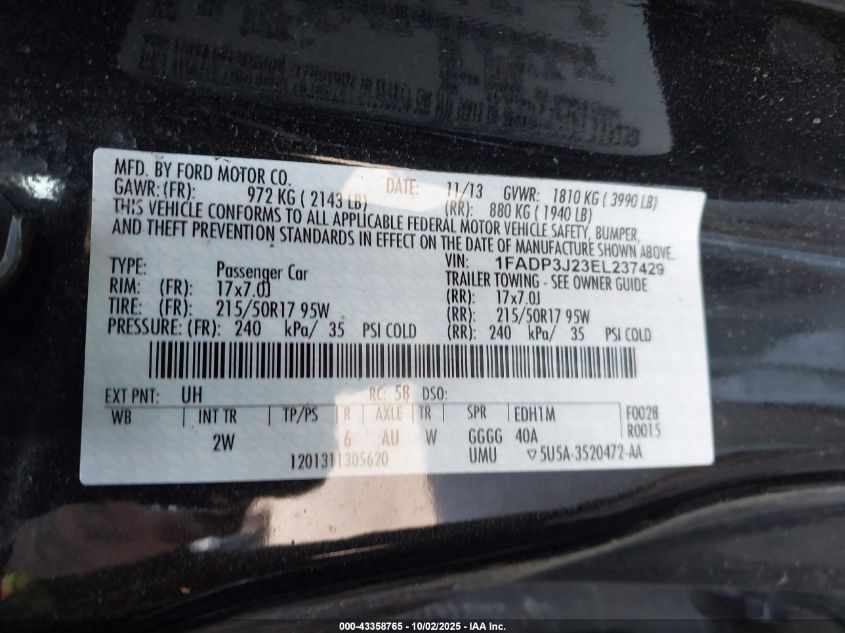 MFD. BY FORD MOTOR CO. DATE: 11/13 GVWR: 1810 KG ( 3990 LB)
GAWR: (FR): 972 KG ( 2143 LB) (RR): 880 KG ( 1940 LB)
THIS VEHICLE CONFORMS TO ALL APPLICABLE FEDERAL MOTOR VEHICLE SAFETY, BUMPER,
AND THEFT PREVENTION STANDARDS IN EFFECT ON THE DATE OF MANUFACTURE SHOWN ABOVE.
VIN: 1FADP3J23EL237429
TYPE: Passenger Car TRAILER TOWING - SEE OWNER GUIDE
RIM: (FR): 17x7.0J (RR): 17x7.0J
TIRE: (FR): 215/50R17 95W (RR): 215/50R17 95W
PRESSURE: (FR): 240 kPa/ 35 PSI COLD (RR): 240 kPa/ 35 PSI COLD
EXT PNT: UH RC: 58 DSO:
WB INT TR TP/PS R AXLE TR SPR EDH1M F0028
2W 6 AU W GGGG 40A R0015
1201311305620 UMU ▽5U5A-3520472-AA
000-43358765 - 10/02/2025 - IAA Inc.